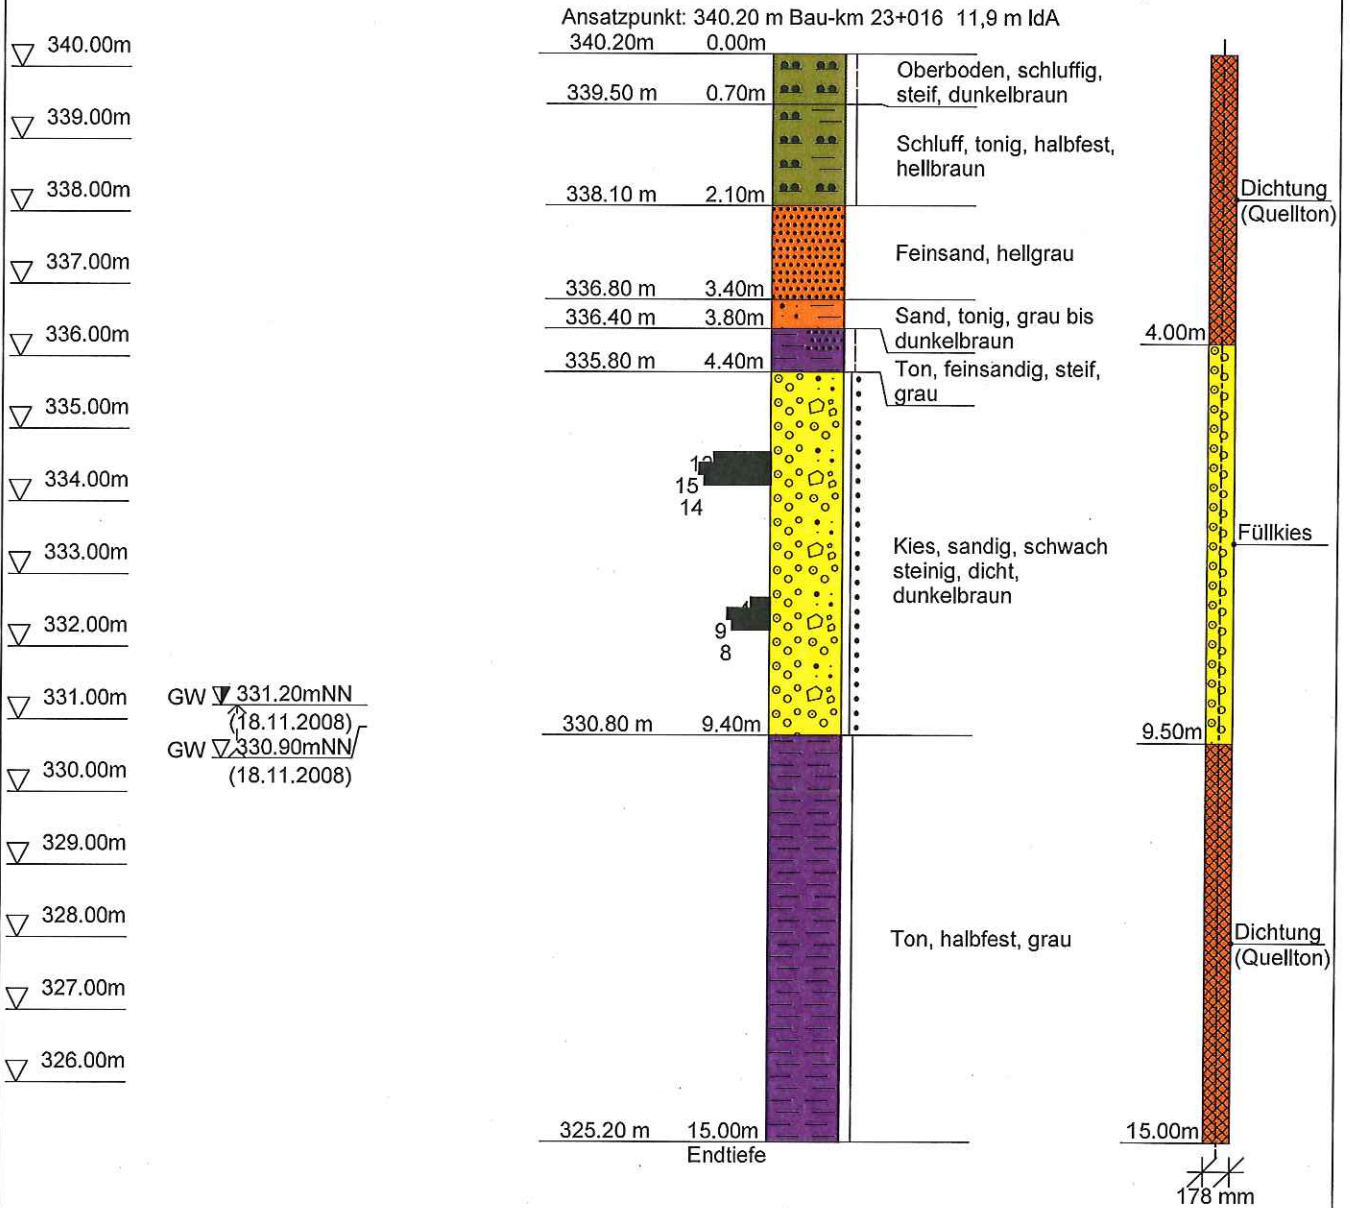 Ansatzpunkt: 340.20 m Bau-km 23+016 11,9 m IdA
340.20m 0.00m
339.50 m 0.70m
338.10 m 2.10m
336.80 m 3.40m
336.40 m 3.80m
335.80 m 4.40m
330.80 m 9.40m
325.20 m 15.00m
Endtiefe
340.00m
339.00m
338.00m
337.00m
336.00m
335.00m
334.00m
333.00m
332.00m
331.00m
330.00m
329.00m
328.00m
327.00m
326.00m
GW 331.20mNN
(18.11.2008)
GW 330.90mNN
(18.11.2008)
15
14
9
8
Oberboden, schluffig,
steif, dunkelbraun
Schluff, tonig, halbfest,
hellbraun
Feinsand, hellgrau
Sand, tonig, grau bis
dunkelbraun
Ton, feinsandig, steif,
grau
Kies, sandig, schwach
steinig, dicht,
dunkelbraun
Ton, halbfest, grau
Dichtung
(Quellton)
4.00m
Füllkies
9.50m
Dichtung
(Quellton)
15.00m
178 mm